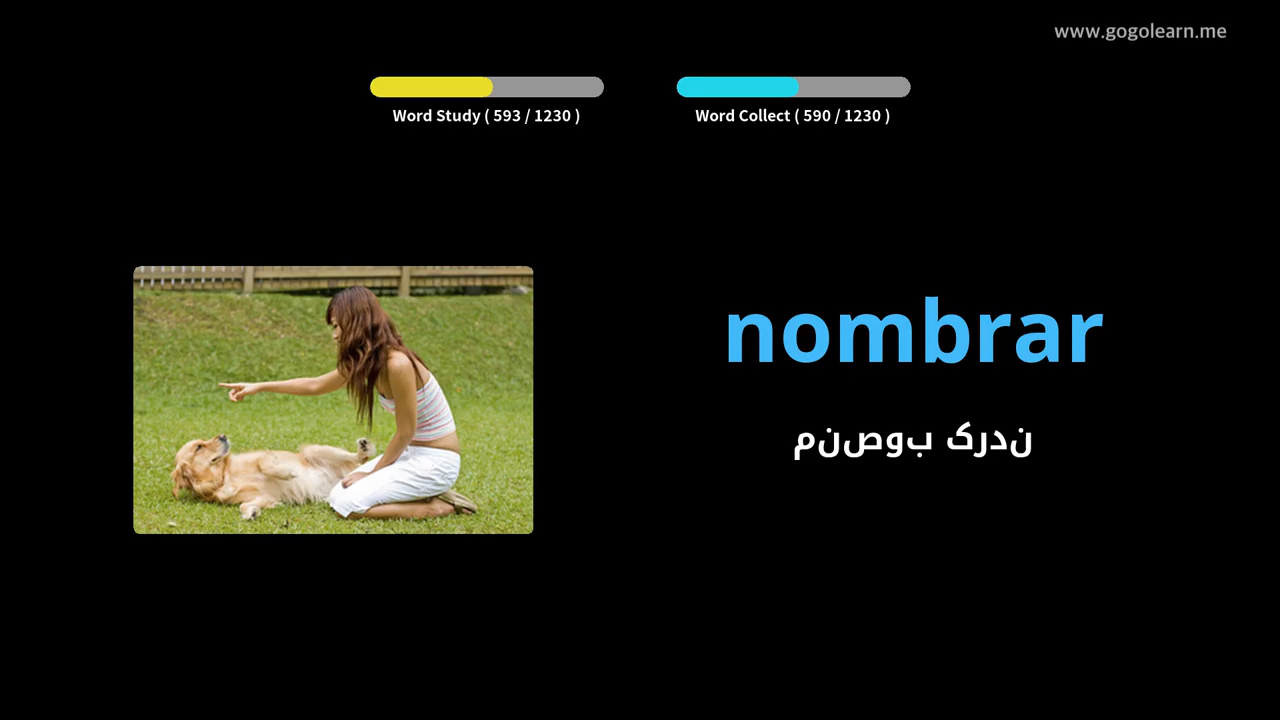 www.gogolearn.me
Word Study ( 593 / 1230 )
Word Collect ( 590 / 1230 )
nombrar
منصوب کردن